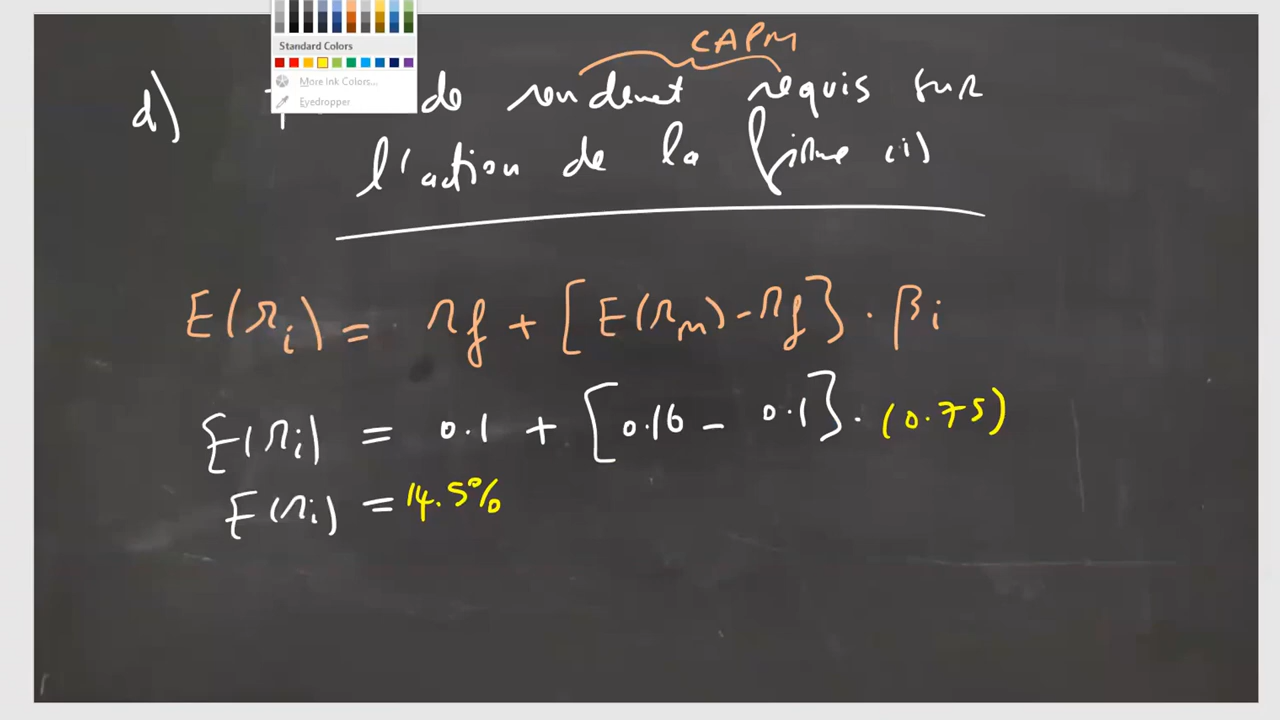 CAPM
Standard Colors
More Ink Colors...
Eyedropper
d) de rendemet requis sur
l'action de la firme (i)
E(ri) = rf + [E(rm) - rf] . βi
E(ri) = 0.1 + [0.16 - 0.1] . (0.75)
E(ri) = 14.5%